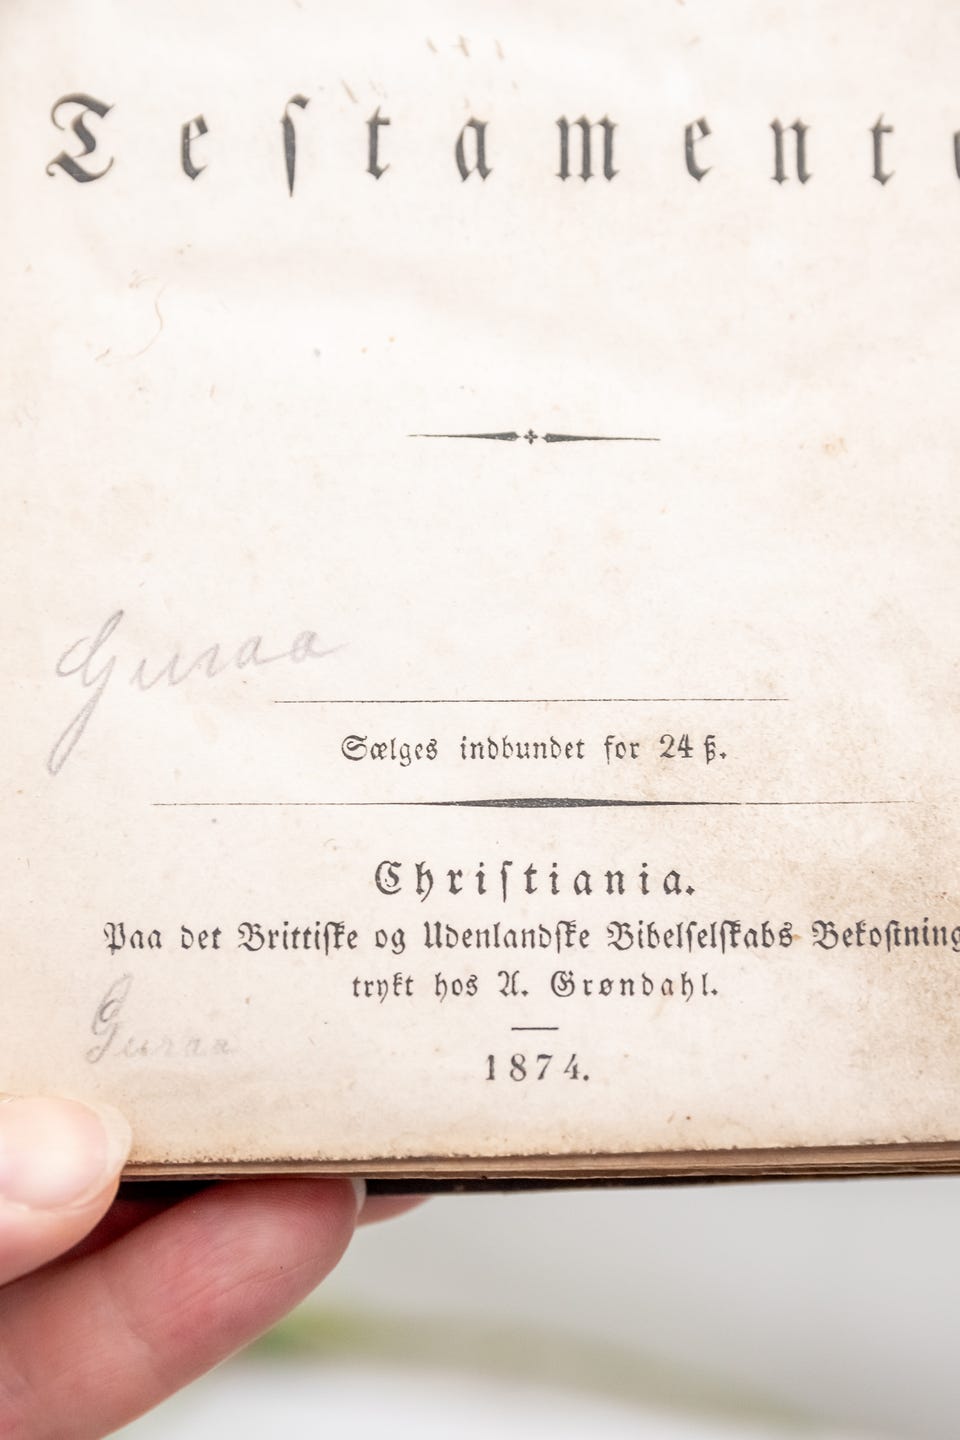 Testamente
Guraa
Sælges indbundet for 24 ß.
Chriſtiania.
Paa det Brittiſke og Udenlandſke Bibelſelſkabs Bekoſtning
trykt hos A. Grøndahl.
Guraa
1874.